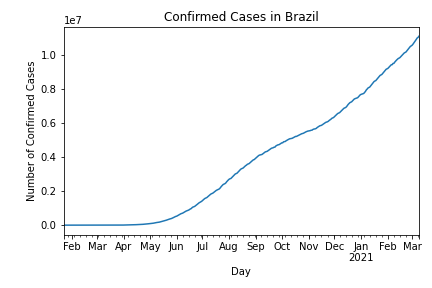 Confirmed Cases in Brazil
1e7
1.0
0.8
0.6
0.4
0.2
0.0
Number of Confirmed Cases
Feb Mar Apr May Jun Jul Aug Sep Oct Nov Dec Jan Feb Mar
2021
Day